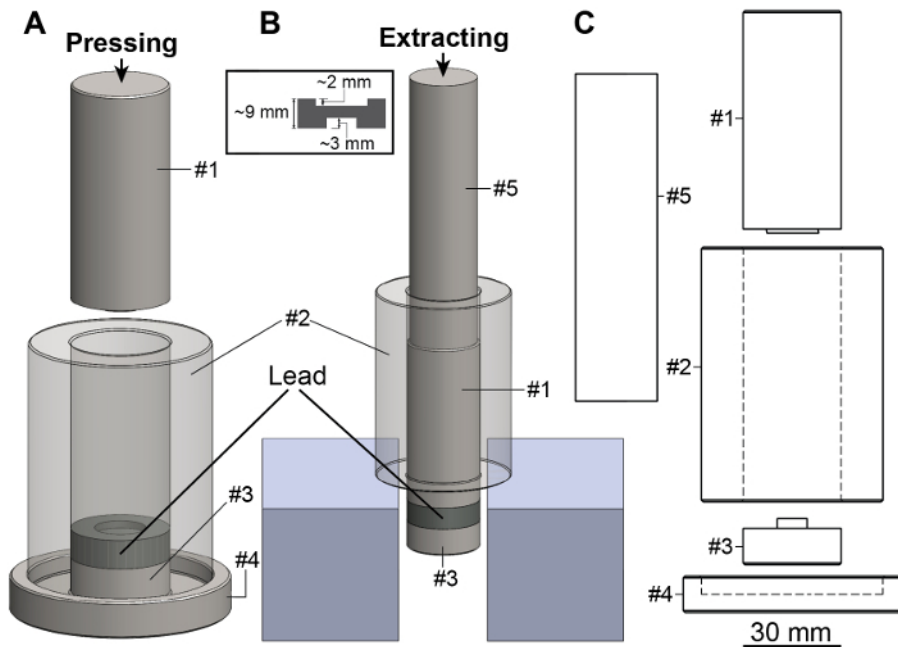 A
Pressing
#1
#2
Lead
#3
#4
B
Extracting
~2 mm
~9 mm
~3 mm
#5
#1
#3
C
#1
#5
#2
#3
#4
30 mm